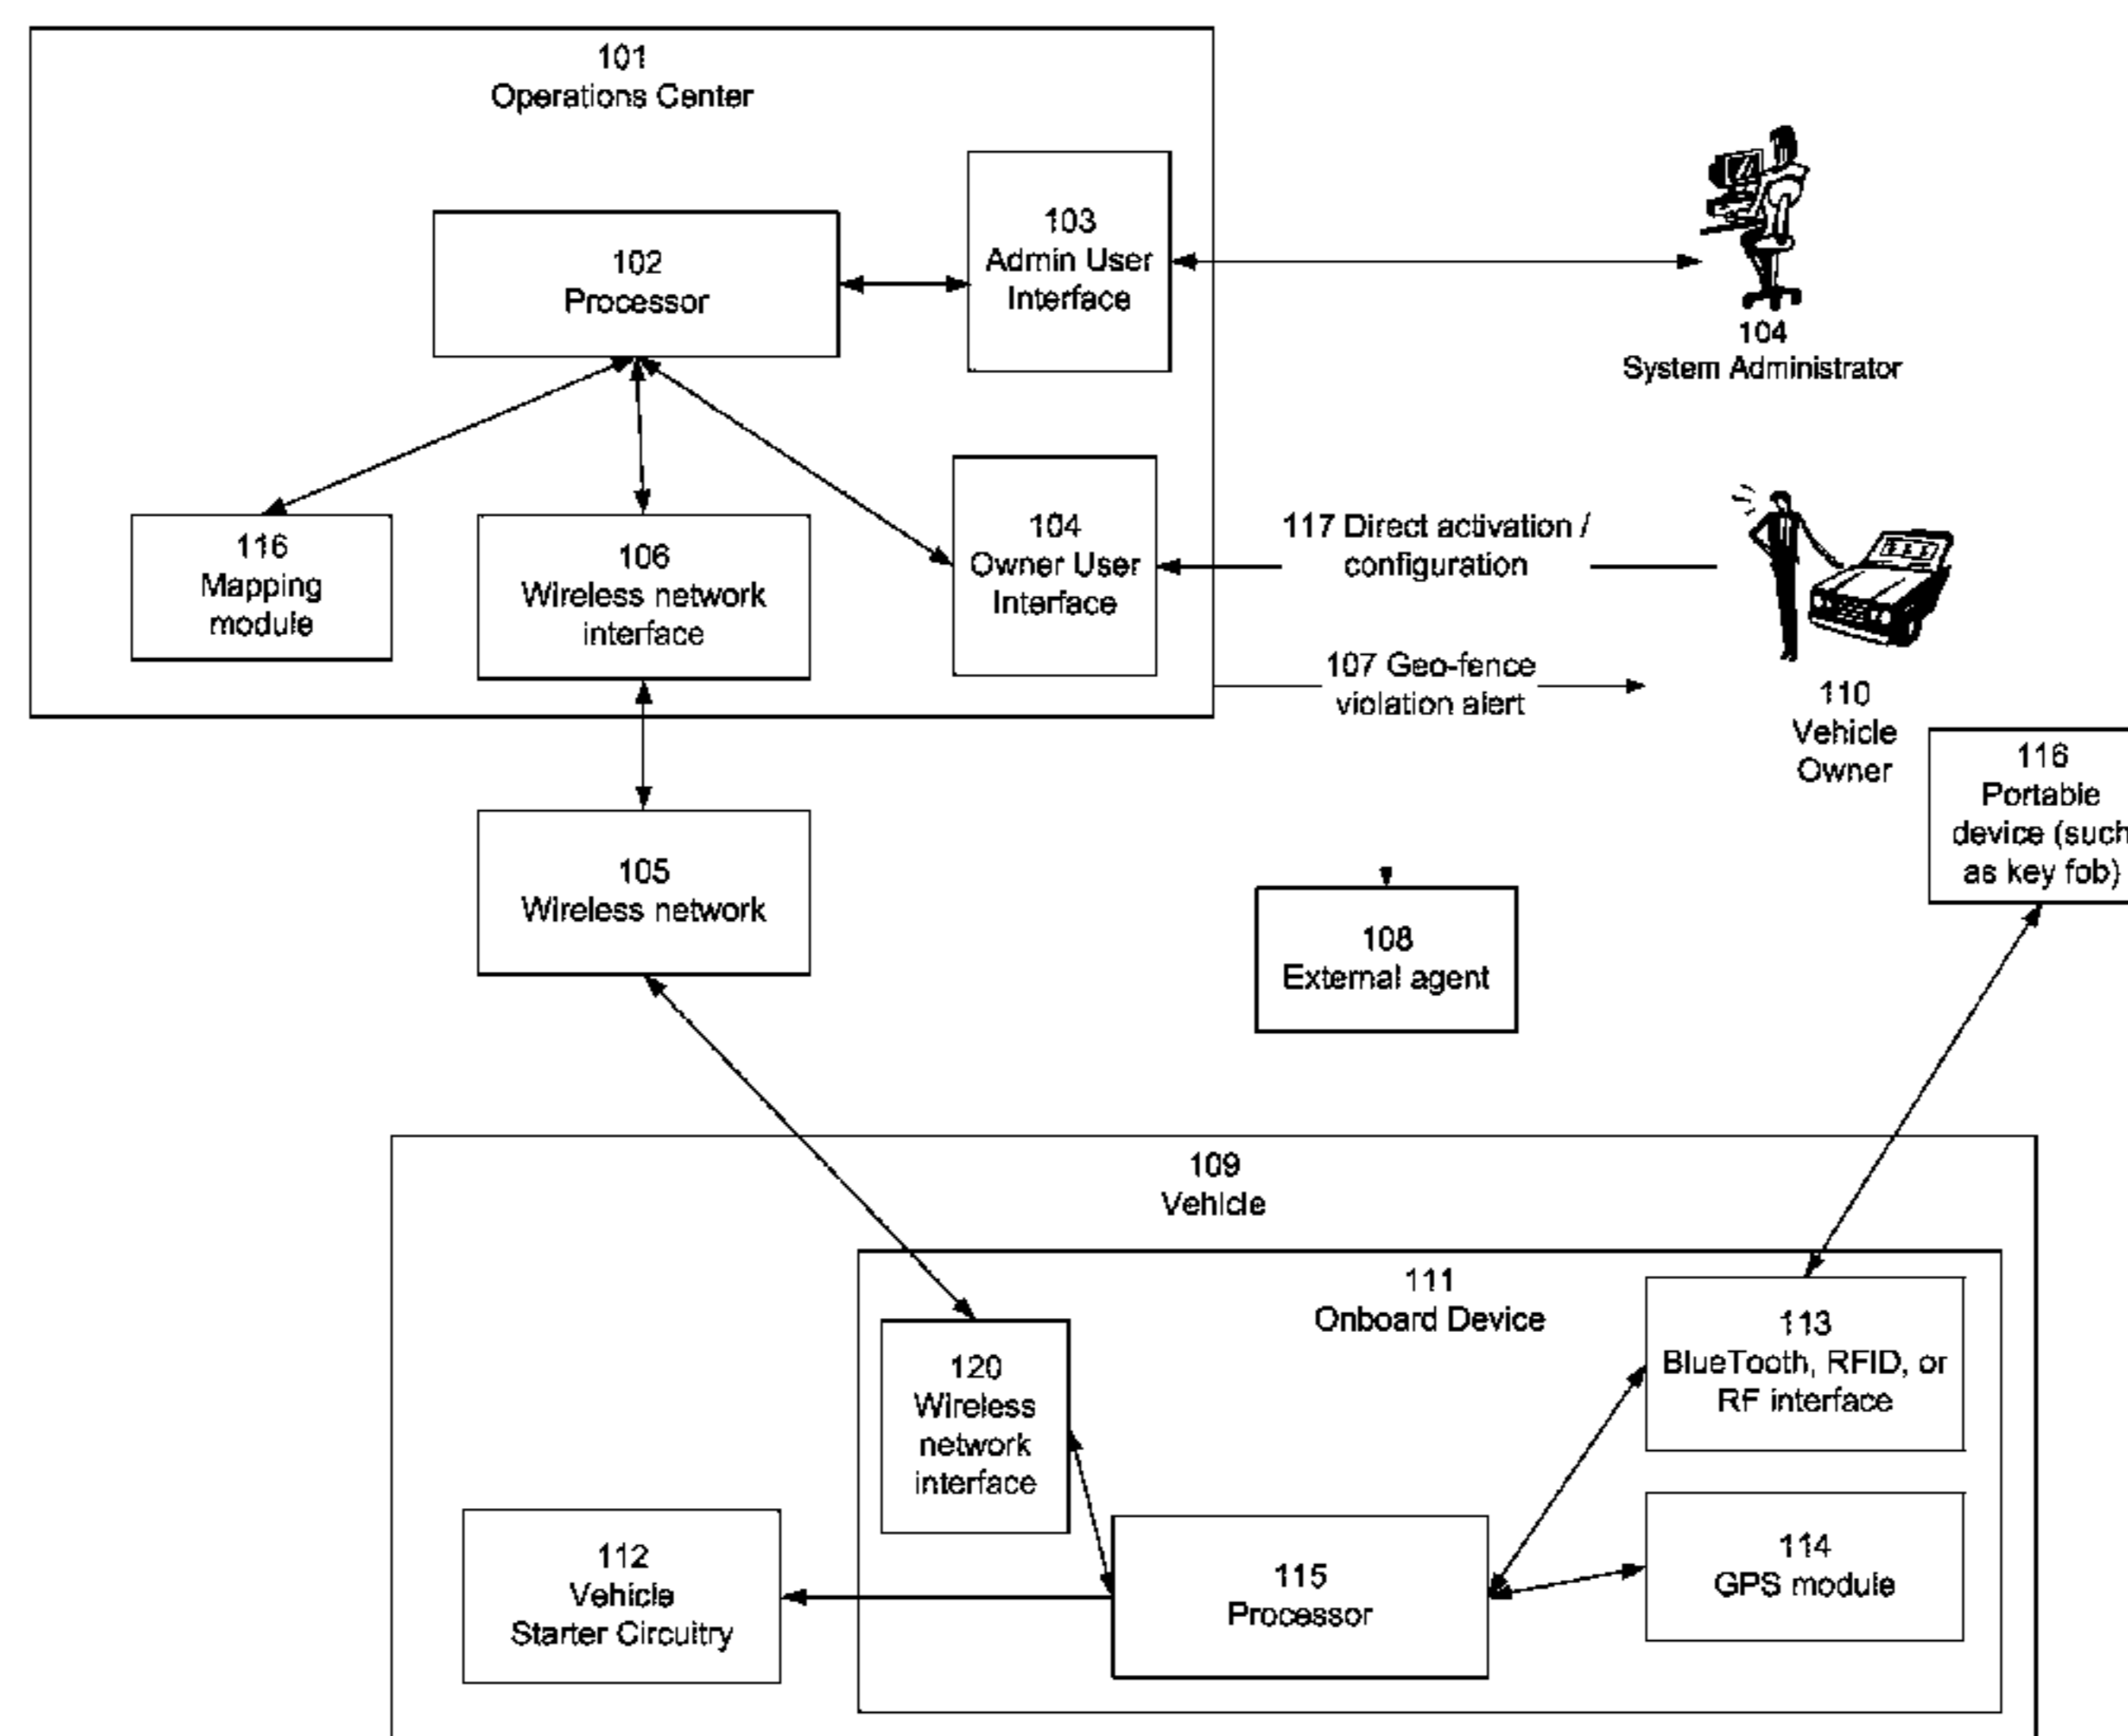 101
Operations Center
102
Processor
103
Admin User
Interface
104
System Administrator
116
Mapping
module
106
Wireless network
interface
104
Owner User
Interface
117 Direct activation /
configuration
107 Geo-fence
violation alert
110
Vehicle
Owner
116
Portable
device (such
as key fob)
105
Wireless network
108
External agent
109
Vehicle
111
Onboard Device
120
Wireless
network
interface
113
BlueTooth, RFID, or
RF interface
112
Vehicle
Starter Circuitry
115
Processor
114
GPS module